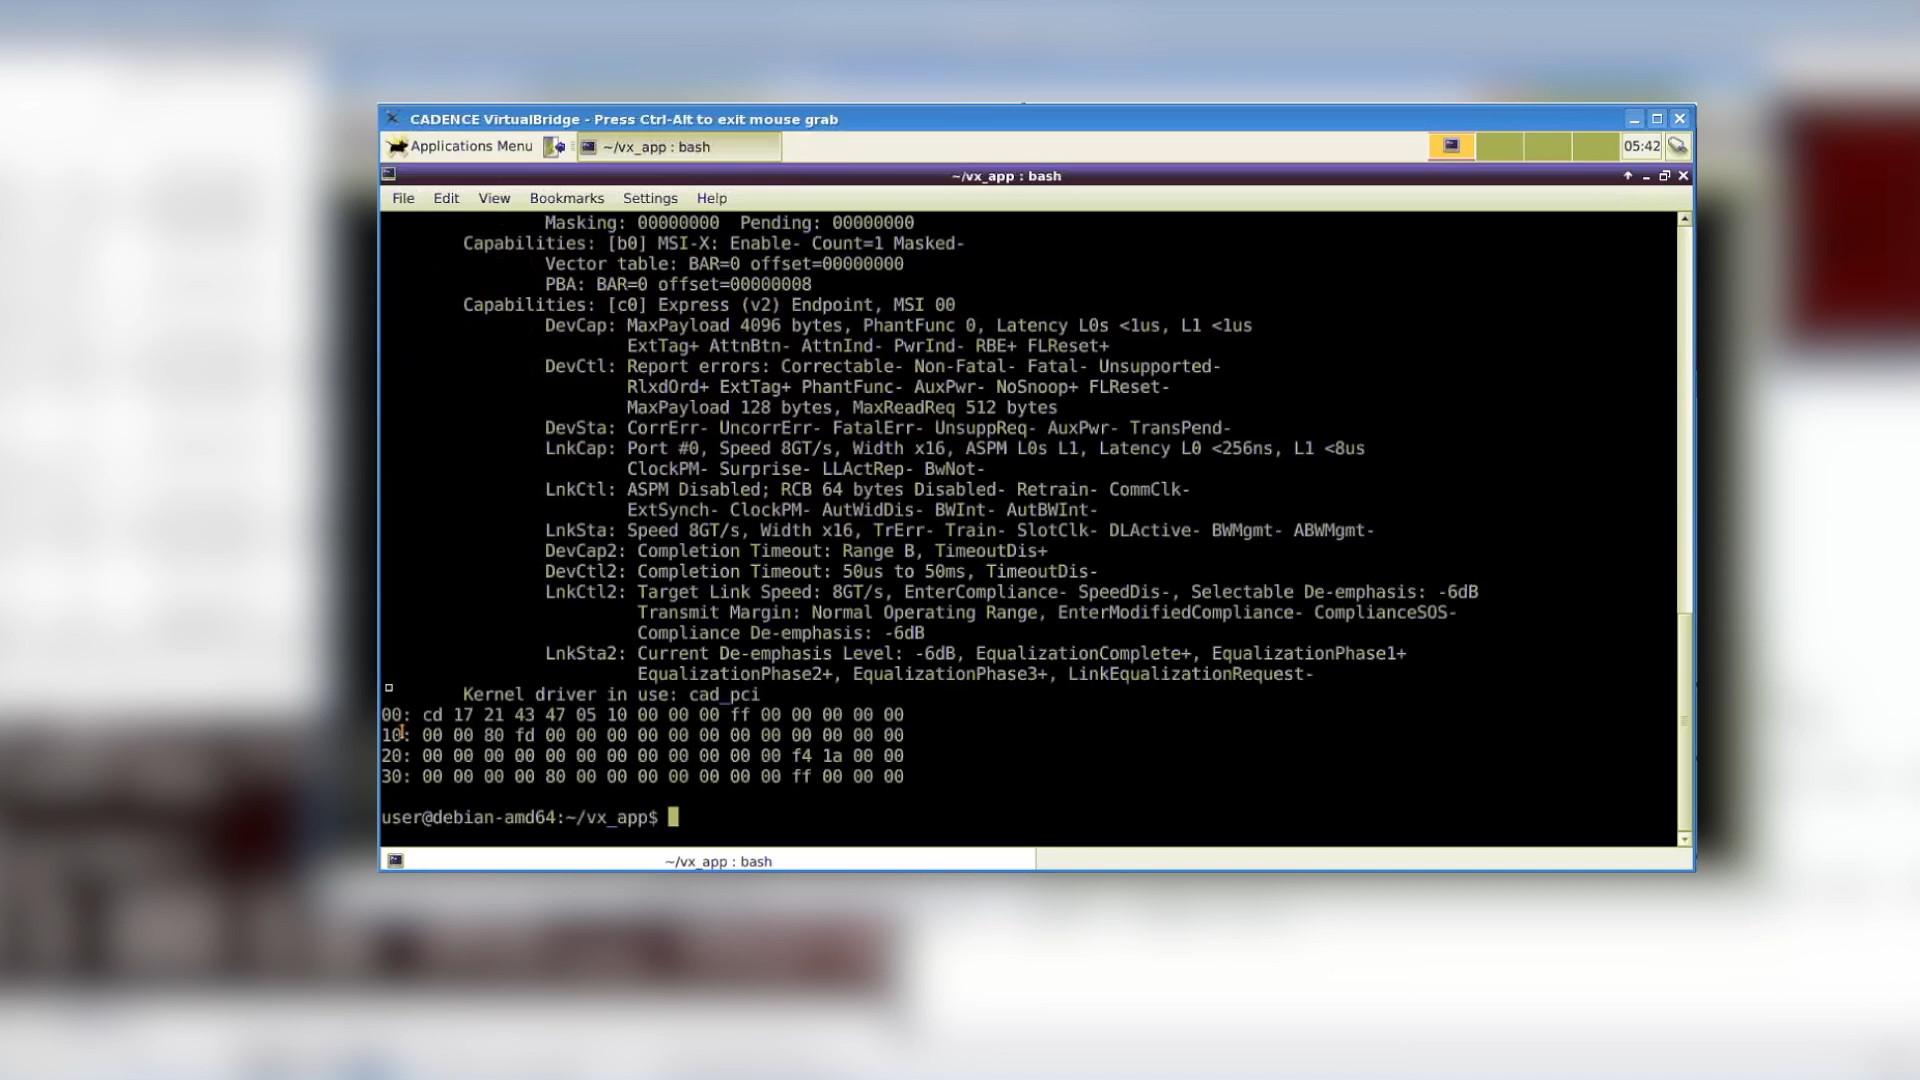 CADENCE VirtualBridge - Press Ctrl-Alt to exit mouse grab
Applications Menu
~/vx_app : bash
05:42
~/vx_app : bash
File Edit View Bookmarks Settings Help
Masking: 00000000 Pending: 00000000
Capabilities: [b0] MSI-X: Enable- Count=1 Masked-
Vector table: BAR=0 offset=00000000
PBA: BAR=0 offset=00000008
Capabilities: [c0] Express (v2) Endpoint, MSI 00
DevCap: MaxPayload 4096 bytes, PhantFunc 0, Latency L0s <1us, L1 <1us
ExtTag+ AttnBtn- AttnInd- PwrInd- RBE+ FLReset+
DevCtl: Report errors: Correctable- Non-Fatal- Fatal- Unsupported-
RlxdOrd+ ExtTag+ PhantFunc- AuxPwr- NoSnoop+ FLReset-
MaxPayload 128 bytes, MaxReadReq 512 bytes
DevSta: CorrErr- UncorrErr- FatalErr- UnsuppReq- AuxPwr- TransPend-
LnkCap: Port #0, Speed 8GT/s, Width x16, ASPM L0s L1, Latency L0 <256ns, L1 <8us
ClockPM- Surprise- LLActRep- BwNot-
LnkCtl: ASPM Disabled; RCB 64 bytes Disabled- Retrain- CommClk-
ExtSynch- ClockPM- AutWidDis- BWInt- AutBWInt-
LnkSta: Speed 8GT/s, Width x16, TrErr- Train- SlotClk- DLActive- BWMgmt- ABWMgmt-
DevCap2: Completion Timeout: Range B, TimeoutDis+
DevCtl2: Completion Timeout: 50us to 50ms, TimeoutDis-
LnkCtl2: Target Link Speed: 8GT/s, EnterCompliance- SpeedDis-, Selectable De-emphasis: -6dB
Transmit Margin: Normal Operating Range, EnterModifiedCompliance- ComplianceSOS-
Compliance De-emphasis: -6dB
LnkSta2: Current De-emphasis Level: -6dB, EqualizationComplete+, EqualizationPhase1+
EqualizationPhase2+, EqualizationPhase3+, LinkEqualizationRequest-
Kernel driver in use: cad_pci
00: cd 17 21 43 47 05 10 00 00 00 ff 00 00 00 00 00
10: 00 00 80 fd 00 00 00 00 00 00 00 00 00 00 00 00
20: 00 00 00 00 00 00 00 00 00 00 00 00 f4 1a 00 00
30: 00 00 00 00 80 00 00 00 00 00 00 00 ff 00 00 00
user@debian-amd64:~/vx_app$
~/vx_app : bash